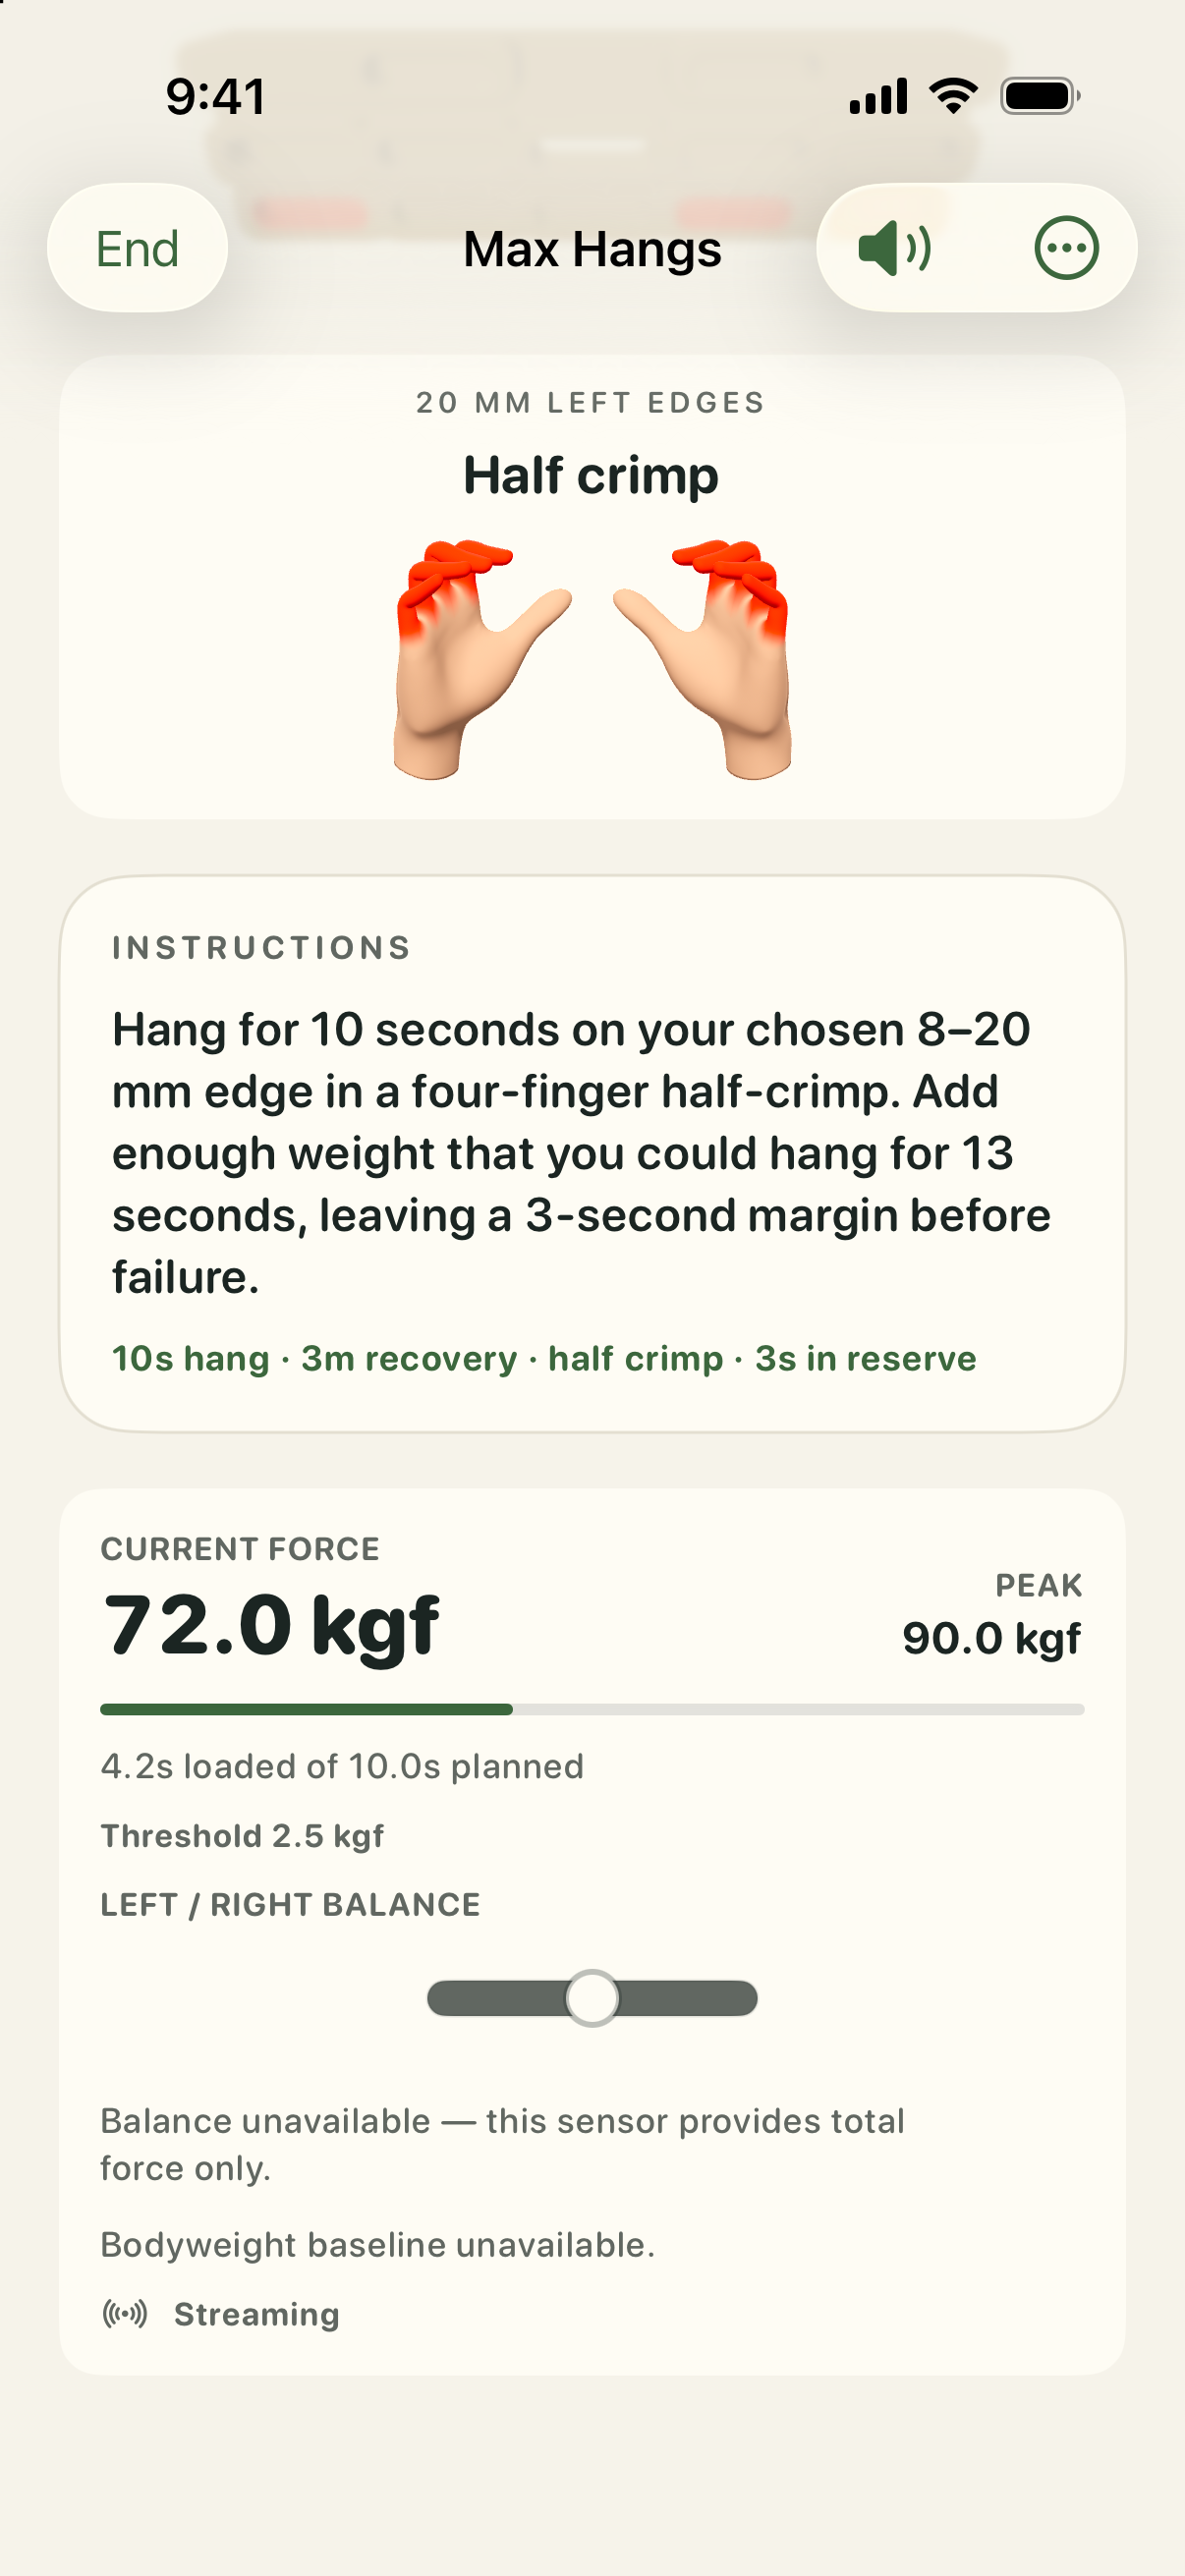 9:41
End
Max Hangs
20 MM LEFT EDGES
Half crimp
INSTRUCTIONS
Hang for 10 seconds on your chosen 8–20
mm edge in a four-finger half-crimp. Add
enough weight that you could hang for 13
seconds, leaving a 3-second margin before
failure.
10s hang · 3m recovery · half crimp · 3s in reserve
CURRENT FORCE
72.0 kgf
PEAK
90.0 kgf
4.2s loaded of 10.0s planned
Threshold 2.5 kgf
LEFT / RIGHT BALANCE
Balance unavailable — this sensor provides total
force only.
Bodyweight baseline unavailable.
Streaming